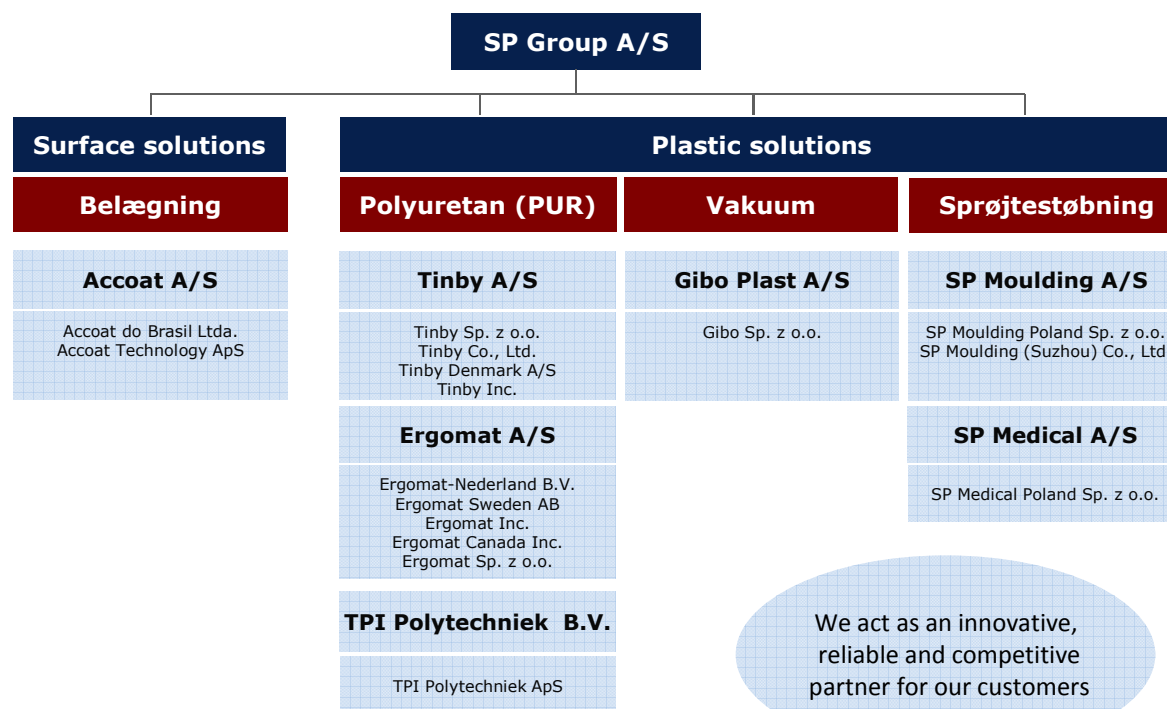 SP Group A/S
Surface solutions
Plastic solutions
Belægning
Polyuretan (PUR)
Vakuum
Sprøjtestøbning
Accoat A/S
Accoat do Brasil Ltda.
Accoat Technology ApS
Tinby A/S
Tinby Sp. z o.o.
Tinby Co., Ltd.
Tinby Denmark A/S
Tinby Inc.
Ergomat A/S
Ergomat-Nederland B.V.
Ergomat Sweden AB
Ergomat Inc.
Ergomat Canada Inc.
Ergomat Sp. z o.o.
TPI Polytechniek B.V.
TPI Polytechniek ApS
Gibo Plast A/S
Gibo Sp. z o.o.
SP Moulding A/S
SP Moulding Poland Sp. z o.o.
SP Moulding (Suzhou) Co., Ltd
SP Medical A/S
SP Medical Poland Sp. z o.o.
We act as an innovative,
reliable and competitive
partner for our customers